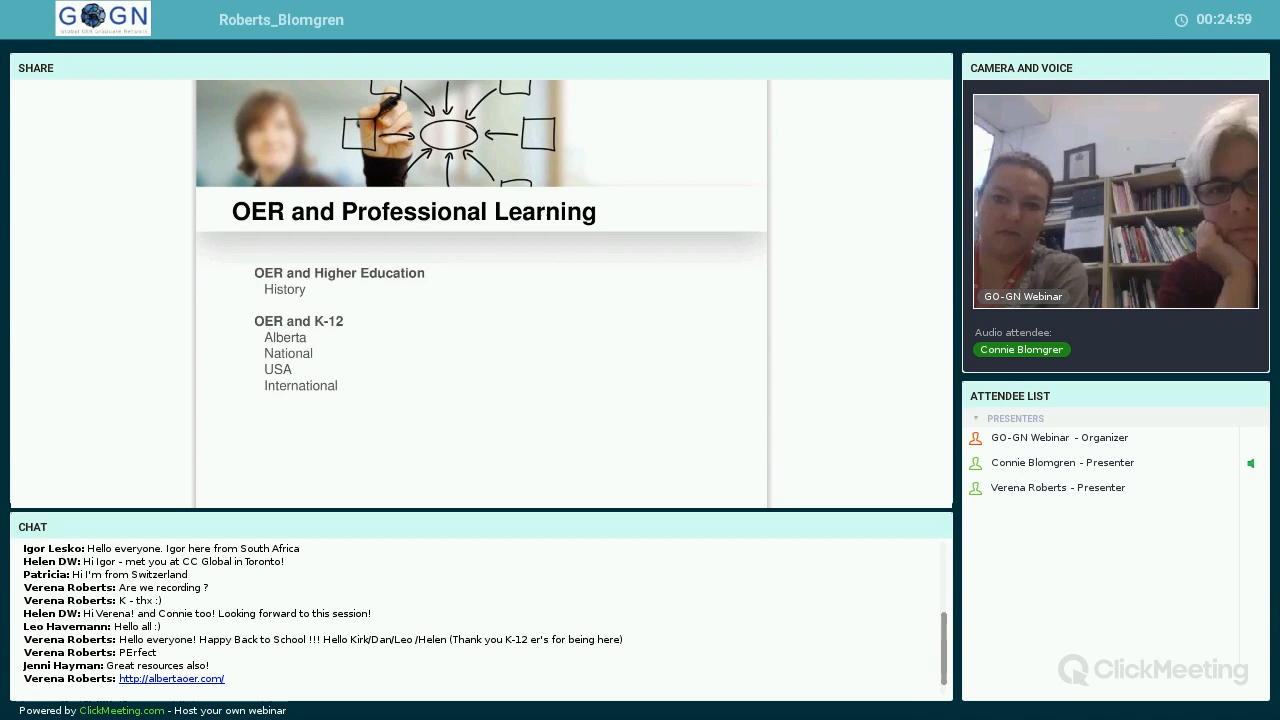 GOGN
Global OER Graduate Network
Roberts_Blomgren
00:24:59
SHARE
OER and Professional Learning
OER and Higher Education
History
OER and K-12
Alberta
National
USA
International
CAMERA AND VOICE
GO-GN Webinar
Audio attendee:
Connie Blomgren
ATTENDEE LIST
PRESENTERS
GO-GN Webinar - Organizer
Connie Blomgren - Presenter
Verena Roberts - Presenter
ClickMeeting
CHAT
Igor Lesko: Hello everyone. Igor here from South Africa
Helen DW: Hi Igor - met you at CC Global in Toronto!
Patricia: Hi I'm from Switzerland
Verena Roberts: Are we recording ?
Verena Roberts: K - thx :)
Helen DW: Hi Verena! and Connie too! Looking forward to this session!
Leo Havemann: Hello all :)
Verena Roberts: Hello everyone! Happy Back to School !!! Hello Kirk/Dan/Leo /Helen (Thank you K-12 er's for being here)
Verena Roberts: PErfect
Jenni Hayman: Great resources also!
Verena Roberts: http://albertaoer.com/
Powered by ClickMeeting.com - Host your own webinar